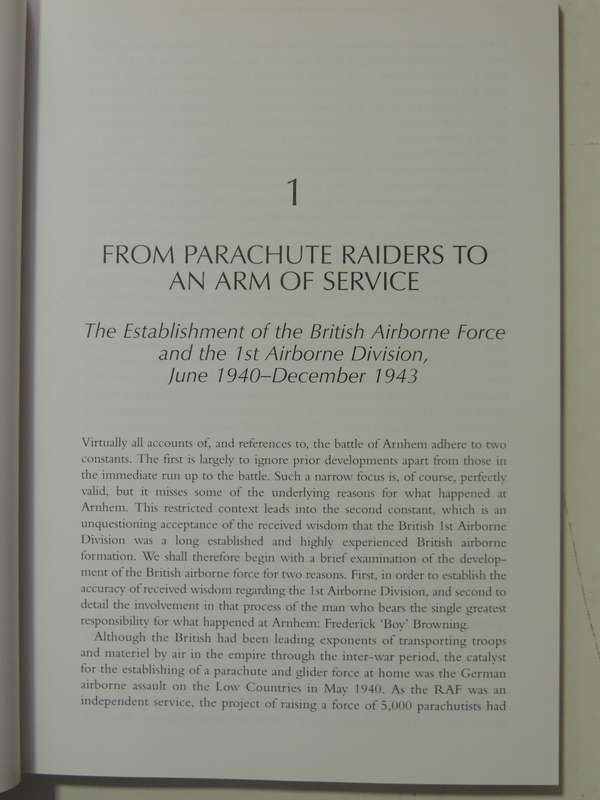 1
FROM PARACHUTE RAIDERS TO
AN ARM OF SERVICE
The Establishment of the British Airborne Force
and the 1st Airborne Division,
June 1940–December 1943
Virtually all accounts of, and references to, the battle of Arnhem adhere to two
constants. The first is largely to ignore prior developments apart from those in
the immediate run up to the battle. Such a narrow focus is, of course, perfectly
valid, but it misses some of the underlying reasons for what happened at
Arnhem. This restricted context leads into the second constant, which is an
unquestioning acceptance of the received wisdom that the British 1st Airborne
Division was a long established and highly experienced British airborne
formation. We shall therefore begin with a brief examination of the develop-
ment of the British airborne force for two reasons. First, in order to establish the
accuracy of received wisdom regarding the 1st Airborne Division, and second to
detail the involvement in that process of the man who bears the single greatest
responsibility for what happened at Arnhem: Frederick ‘Boy’ Browning.
Although the British had been leading exponents of transporting troops
and materiel by air in the empire through the inter-war period, the catalyst
for the establishing of a parachute and glider force at home was the German
airborne assault on the Low Countries in May 1940. As the RAF was an
independent service, the project of raising a force of 5,000 parachutists had